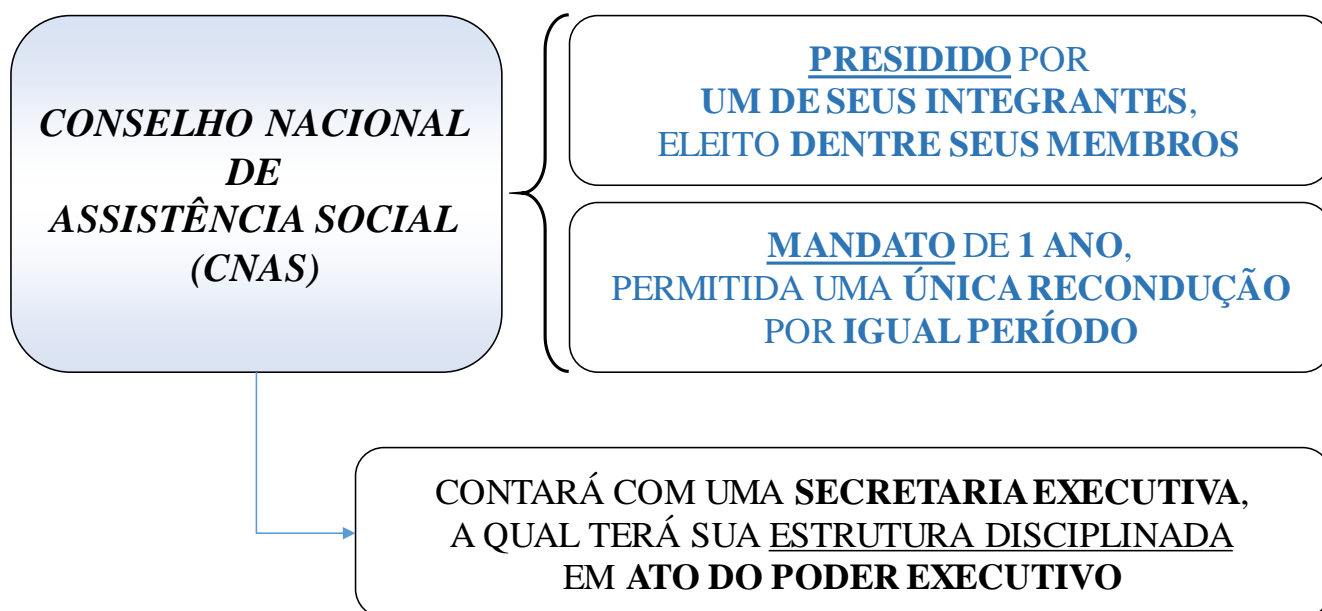 CONSELHO NACIONAL
DE
ASSISTÊNCIA SOCIAL
(CNAS)
PRESIDIDO POR
UM DE SEUS INTEGRANTES,
ELEITO DENTRE SEUS MEMBROS
MANDATO DE 1 ANO,
PERMITIDA UMA ÚNICA RECONDUÇÃO
POR IGUAL PERÍODO
CONTARÁ COM UMA SECRETARIA EXECUTIVA,
A QUAL TERÁ SUA ESTRUTURA DISCIPLINADA
EM ATO DO PODER EXECUTIVO